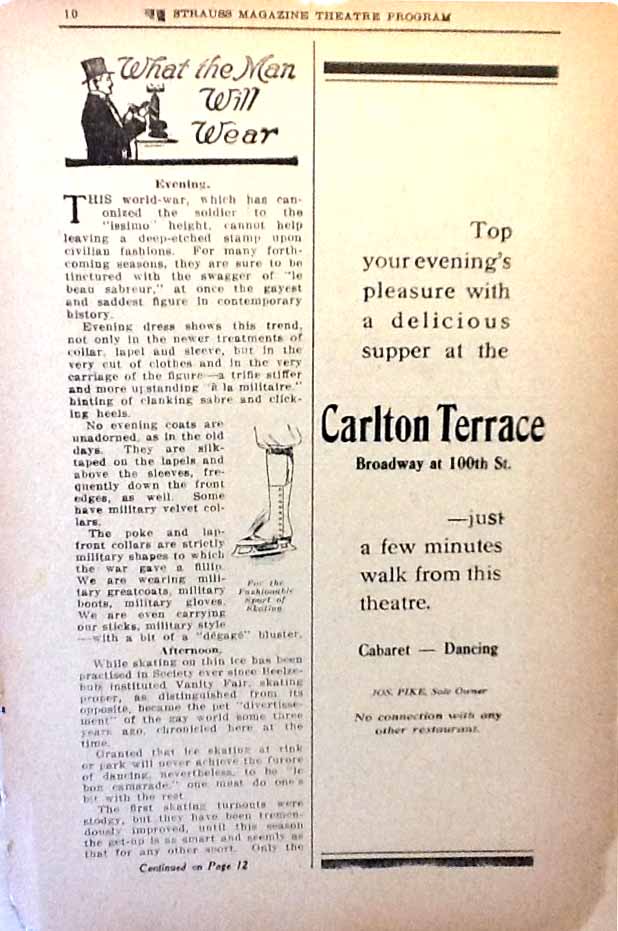 10 STRAUSS MAGAZINE THEATRE PROGRAM
What the Man
Will
Wear
Evening.
THIS world-war, which has can-
onized the soldier to the
"issimo" height, cannot help
leaving a deep-etched stamp upon
civilian fashions. For many forth-
coming seasons, they are sure to be
tinctured with the swagger of "le
beau sabreur," at once the gayest
and saddest figure in contemporary
history.
Evening dress shows this trend,
not only in the newer treatments of
collar, lapel and sleeve, but in the
very cut of clothes and in the very
carriage of the figure—a trifle stiffer
and more upstanding "à la militaire,"
hinting of clanking sabre and click-
ing heels.
No evening coats are
unadorned, as in the old
days. They are silk-
taped on the lapels and
above the sleeves, fre-
quently down the front
edges, as well. Some
have military velvet col-
lars.
The poke and lap-
front collars are strictly
military shapes to which
the war gave a fillip.
We are wearing mili-
tary greatcoats, military
boots, military gloves.
We are even carrying
our sticks, military style
—with a bit of a "dégagé" bluster.
For the
Fashionable
Sport of
Skating
Afternoon.
While skating on thin ice has been
practised in Society ever since Beelze-
bub instituted Vanity Fair, skating
proper, as distinguished from its
opposite, became the pet "divertisse-
ment" of the gay world some three
years ago, chronicled here at the
time.
Granted that ice skating at rink
or park will never achieve the furore
of dancing, nevertheless, to be "le
bon camarade," one must do one's
bit with the rest.
The first skating turnouts were
stodgy, but they have been tremen-
dously improved, until this season
the get-up is as smart and seemly as
that for any other sport. Only the
Continued on Page 12
Top
your evening's
pleasure with
a delicious
supper at the
Carlton Terrace
Broadway at 100th St.
—just
a few minutes
walk from this
theatre.
Cabaret — Dancing
JOS. PIKE, Sole Owner
No connection with any
other restaurant.